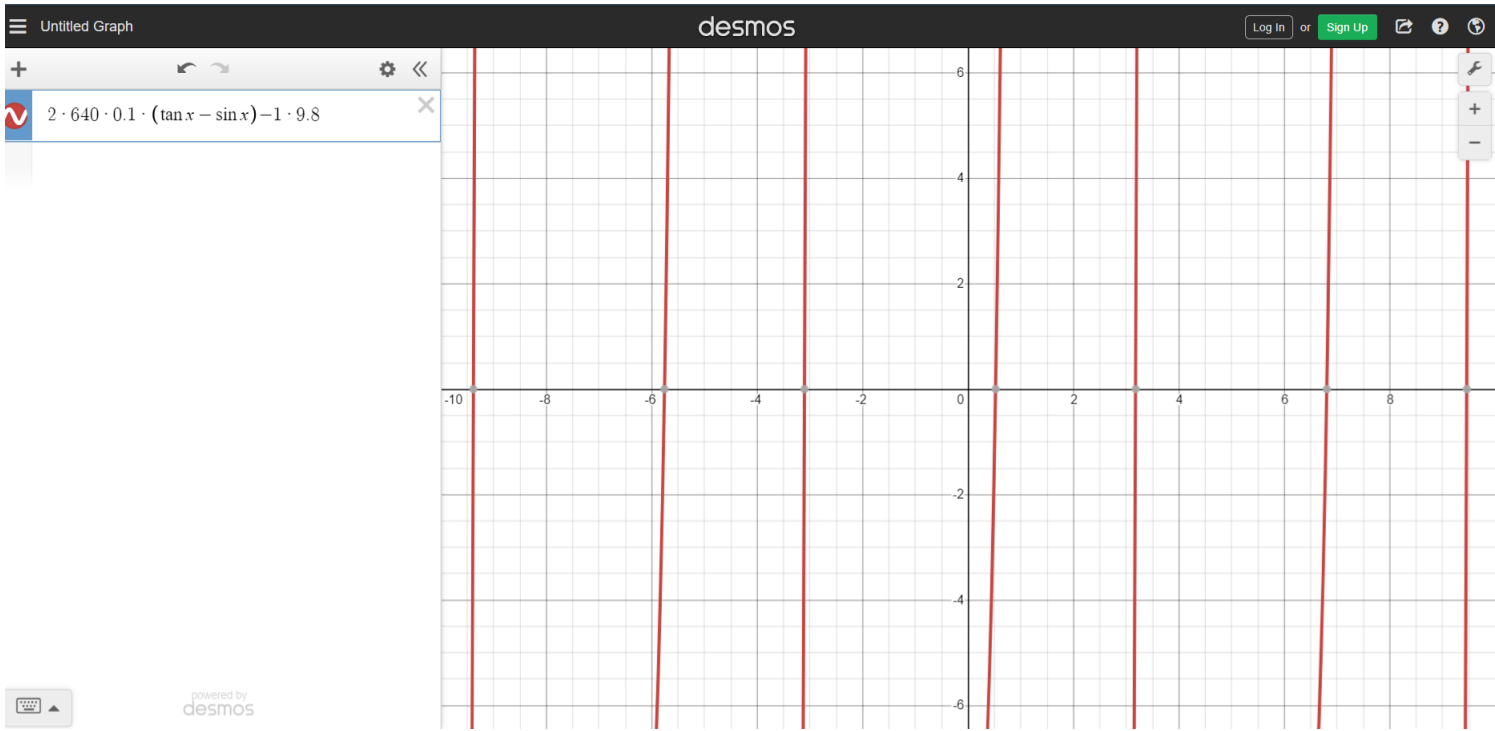 Untitled Graph
desmos
Log In or Sign Up
2 · 640 · 0.1 · (tan x − sin x)−1 · 9.8
6
4
2
-10 -8 -6 -4 -2 0 2 4 6 8
-2
-4
-6
powered by
desmos